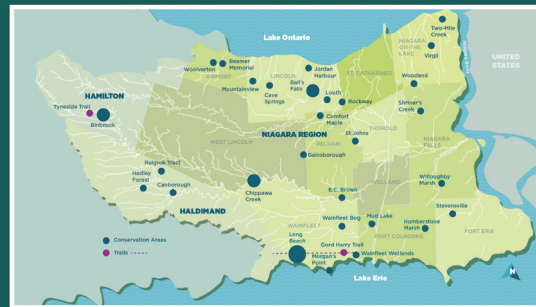 Lake Ontario
Two-Mile
Creek
NIAGARA
ON-THE
LAKE
Virgil
UNITED
STATES
Woolverton
Beamer
Memorial
GRIMSBY
Mountainview
LINCOLN
Cave
Springs
Jordan
Harbour
Ball's
Falls
Louth
ST. CATHARINES
Rockway
Woodend
Comfort
Maple
Shriner's
Creek
HAMILTON
Tyneside Trail
Binbrook
WEST LINCOLN
NIAGARA REGION
THOROLD
St Johns
PELHAM
Gainsborough
NIAGARA
FALLS
Ruigrok Tract
Hedley
Forest
Canborough
Chippawa
Creek
WELLAND
Willoughby
Marsh
E.C. Brown
HALDIMAND
WAINFLEET
Wainfleet Bog
Mud Lake
Stevensville
Humberstone
Marsh
Long
Beach
PORT COLBORNE
FORT ERIE
Conservation Areas
Trails
Gord Harry Trail
Morgan's
Point
Wainfleet Wetlands
Lake Erie
N